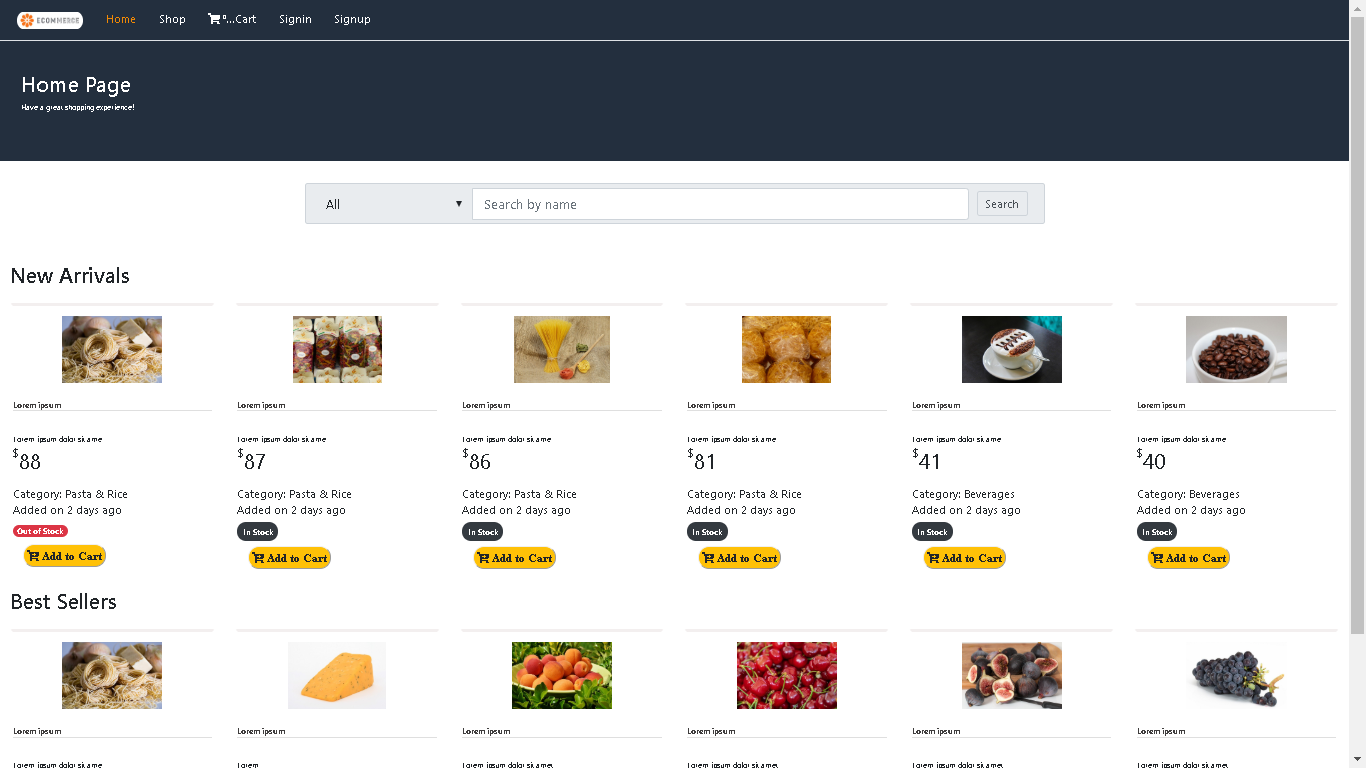 ECOMMERCE Home Shop 0...Cart Signin Signup
Home Page
Have a great shopping experience!
All Search by name Search
New Arrivals
Lorem ipsum Lorem ipsum Lorem ipsum Lorem ipsum Lorem ipsum Lorem ipsum
Lorem ipsum dolor sit ame Lorem ipsum dolor sit ame Lorem ipsum dolor sit ame Lorem ipsum dolor sit ame Lorem ipsum dolor sit ame Lorem ipsum dolor sit ame
$88 $87 $86 $81 $41 $40
Category: Pasta & Rice Category: Pasta & Rice Category: Pasta & Rice Category: Pasta & Rice Category: Beverages Category: Beverages
Added on 2 days ago Added on 2 days ago Added on 2 days ago Added on 2 days ago Added on 2 days ago Added on 2 days ago
Out of Stock In Stock In Stock In Stock In Stock In Stock
Add to Cart Add to Cart Add to Cart Add to Cart Add to Cart Add to Cart
Best Sellers
Lorem ipsum Lorem ipsum Lorem ipsum Lorem ipsum Lorem ipsum Lorem ipsum
Lorem ipsum dolor sit ame Lorem Lorem ipsum dolor sit amet Lorem ipsum dolor sit amet Lorem ipsum dolor sit amet Lorem ipsum dolor sit amet